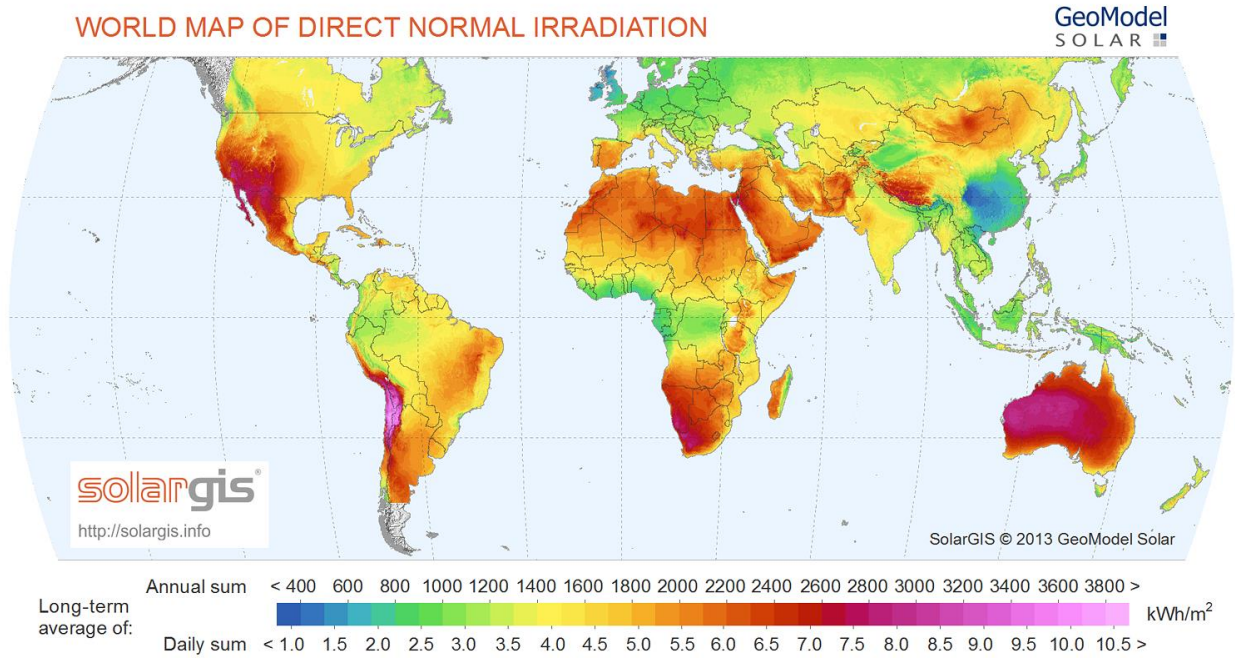 WORLD MAP OF DIRECT NORMAL IRRADIATION
GeoModel
SOLAR
solargis®
http://solargis.info
SolarGIS © 2013 GeoModel Solar
Annual sum < 400 600 800 1000 1200 1400 1600 1800 2000 2200 2400 2600 2800 3000 3200 3400 3600 3800 >
Long-term
average of:
kWh/m²
Daily sum < 1.0 1.5 2.0 2.5 3.0 3.5 4.0 4.5 5.0 5.5 6.0 6.5 7.0 7.5 8.0 8.5 9.0 9.5 10.0 10.5 >